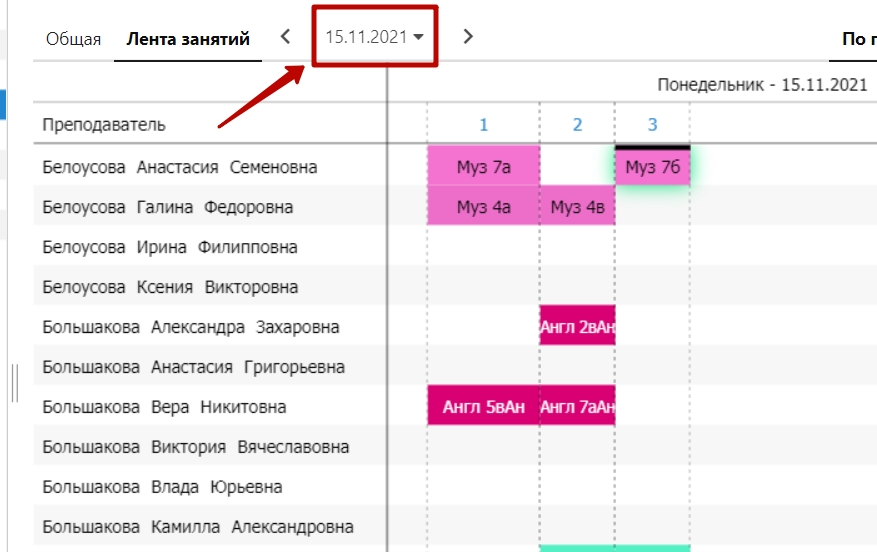 Общая Лента занятий 15.11.2021 По
Понедельник - 15.11.2021
Преподаватель 1 2 3
Белоусова Анастасия Семеновна Муз 7а Муз 7б
Белоусова Галина Федоровна Муз 4а Муз 4в
Белоусова Ирина Филипповна
Белоусова Ксения Викторовна
Большакова Александра Захаровна Англ 2вАн
Большакова Анастасия Григорьевна
Большакова Вера Никитовна Англ 5вАн Англ 7аАн
Большакова Виктория Вячеславовна
Большакова Влада Юрьевна
Большакова Камилла Александровна